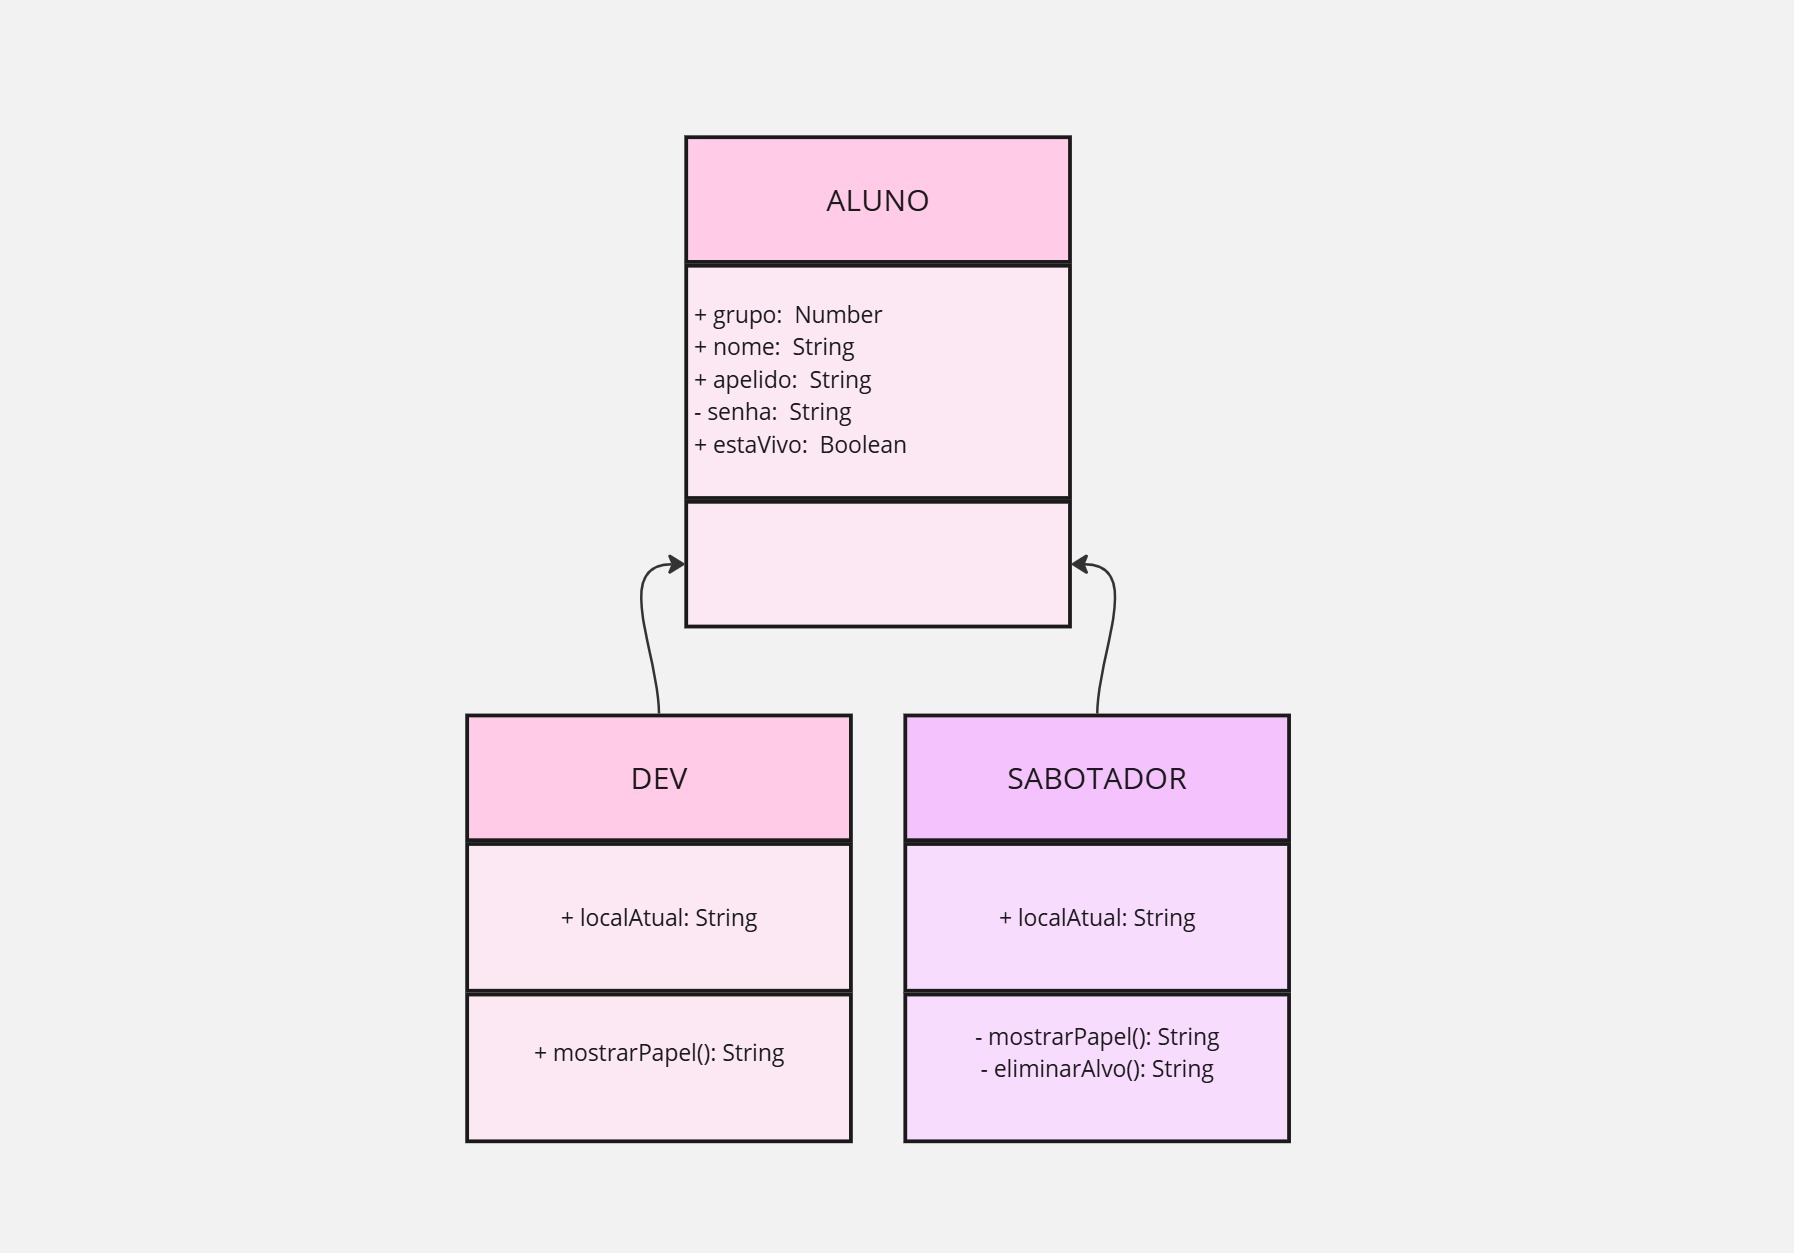 ALUNO
+ grupo:  Number
+ nome:  String
+ apelido:  String
- senha:  String
+ estaVivo:  Boolean
DEV
+ localAtual: String
+ mostrarPapel(): String
SABOTADOR
+ localAtual: String
- mostrarPapel(): String
- eliminarAlvo(): String